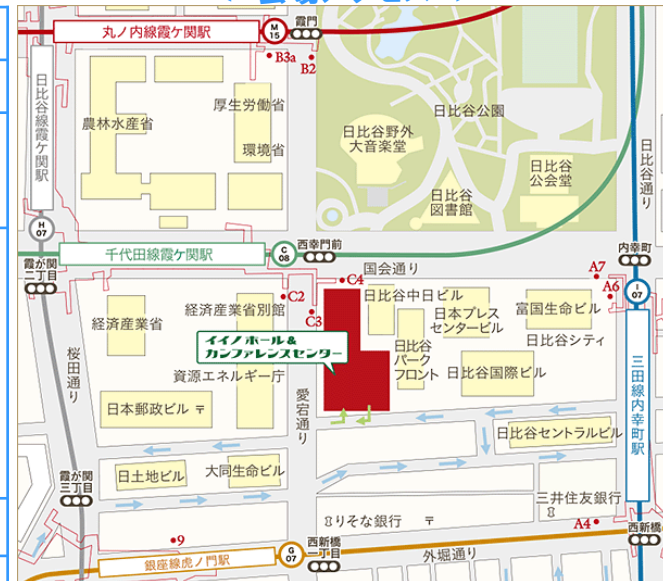 丸ノ内線霞ケ関駅
M
15
霞門
B3a
B2
日比谷線霞ケ関駅
農林水産省
厚生労働省
環境省
日比谷公園
日比谷野外
大音楽堂
日比谷
図書館
日比谷
公会堂
日比谷通り
H
07
霞が関
二丁目
千代田線霞ケ関駅
C
08
西幸門前
国会通り
内幸町
C4
A7
A6
I
07
C2
C3
経済産業省
経済産業省別館
日比谷中日ビル
日本プレス
センタービル
富国生命ビル
日比谷シティ
イイノホール&
カンファレンスセンター
日比谷
パーク
フロント
日比谷国際ビル
桜田通り
資源エネルギー庁
日本郵政ビル 〒
愛宕通り
三田線内幸町駅
日比谷セントラルビル
霞が関
三丁目
日土地ビル
大同生命ビル
三井住友銀行
りそな銀行 〒
A4
9
西新橋
一丁目
西新橋
銀座線虎ノ門駅
G
07
外堀通り